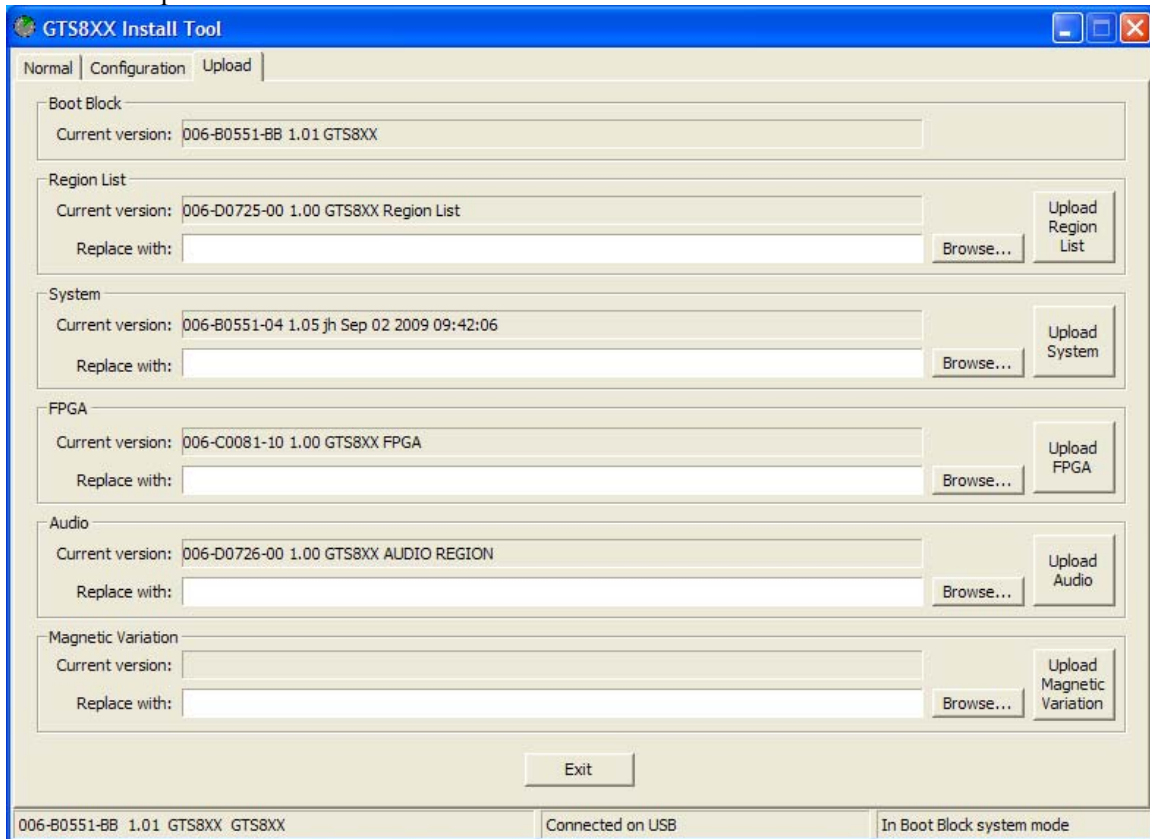 GTS8XX Install Tool
Normal Configuration Upload
Boot Block
Current version: 006-B0551-BB 1.01 GTS8XX
Region List
Current version: 006-D0725-00 1.00 GTS8XX Region List
Replace with: Browse...
Upload
Region
List
System
Current version: 006-B0551-04 1.05 jh Sep 02 2009 09:42:06
Replace with: Browse...
Upload
System
FPGA
Current version: 006-C0081-10 1.00 GTS8XX FPGA
Replace with: Browse...
Upload
FPGA
Audio
Current version: 006-D0726-00 1.00 GTS8XX AUDIO REGION
Replace with: Browse...
Upload
Audio
Magnetic Variation
Current version:
Replace with: Browse...
Upload
Magnetic
Variation
Exit
006-B0551-BB 1.01 GTS8XX GTS8XX Connected on USB In Boot Block system mode